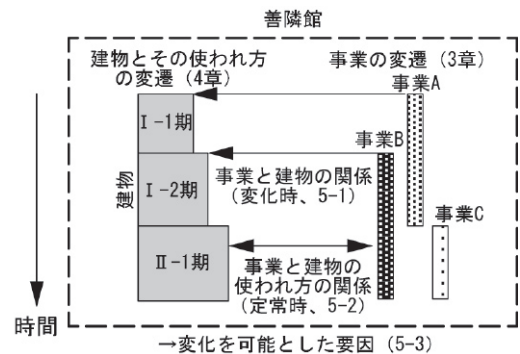 善隣館
建物とその使われ方
の変遷（4章）
事業の変遷（3章）
事業A
Ⅰ-1期
事業B
建物
Ⅰ-2期
事業と建物の関係
（変化時、5-1）
事業C
Ⅱ-1期
事業と建物の
使われ方の関係
（定常時、5-2）
時間
→変化を可能とした要因（5-3）